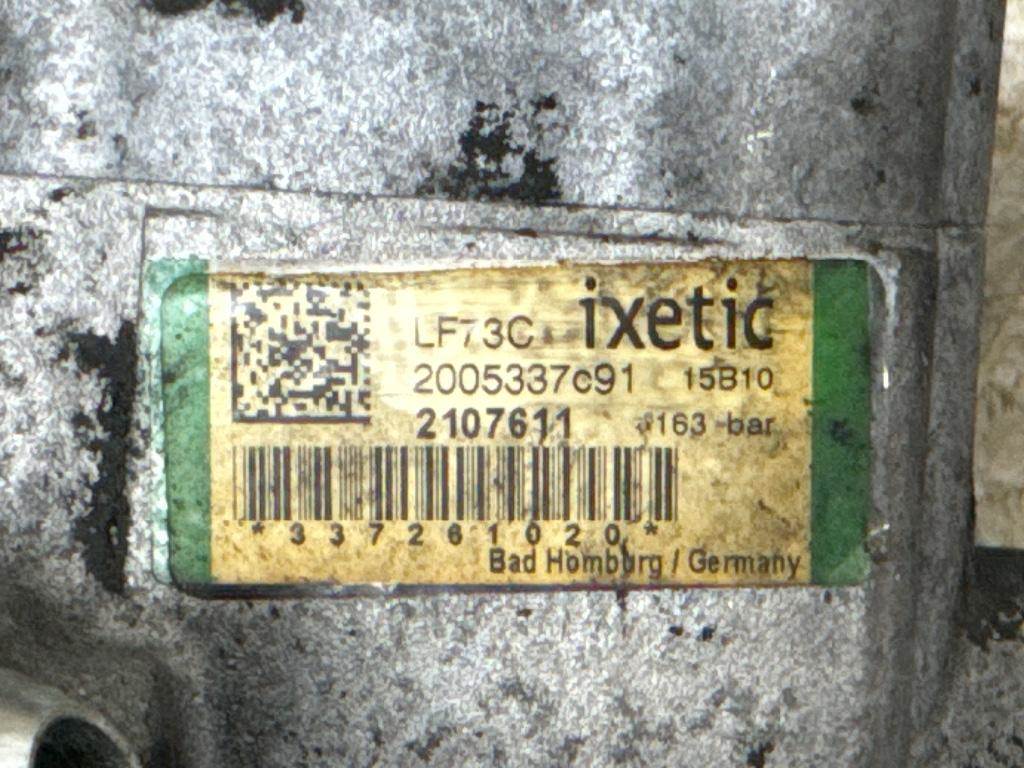 LF73C ixetic
2005337c91 15B10
2107611 163 bar
*337261020*
Bad Homburg / Germany